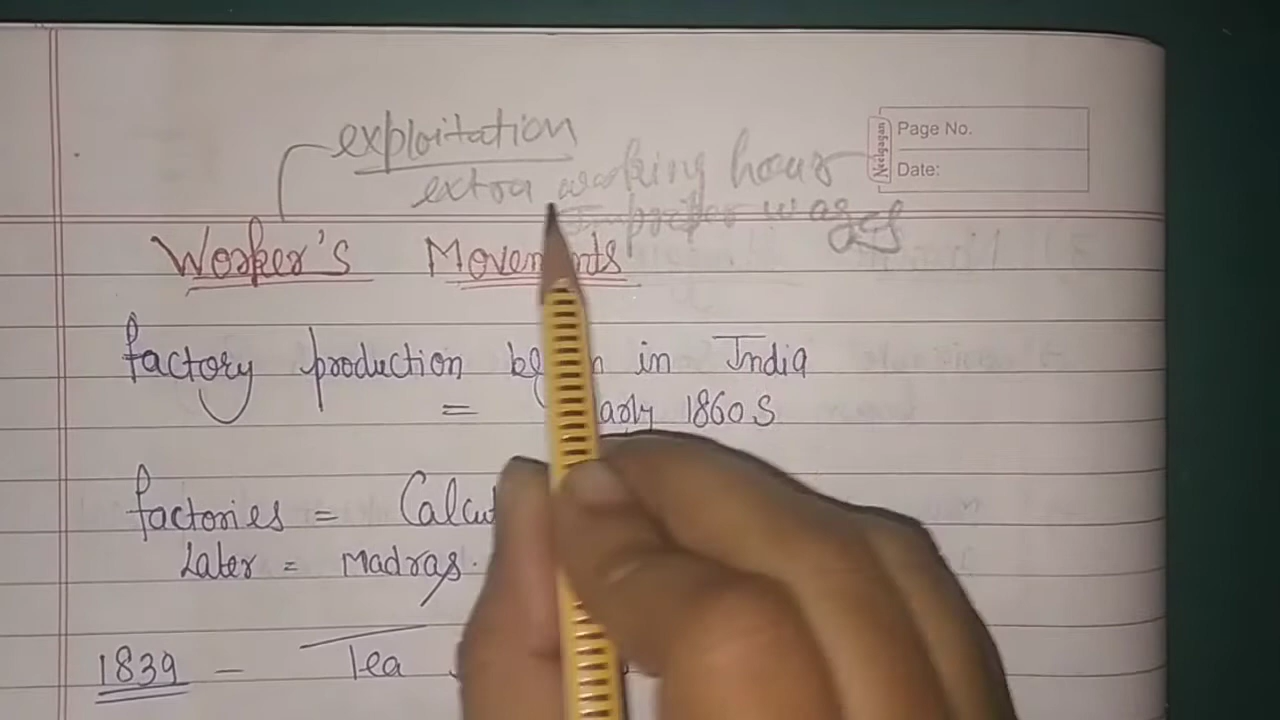 exploitation
extra working hour
wages
Page No.
Neelgagan
Date:
Worker's Movements
factory production in India
= 1860s
factories =
Later = Madras.
1839 - Tea